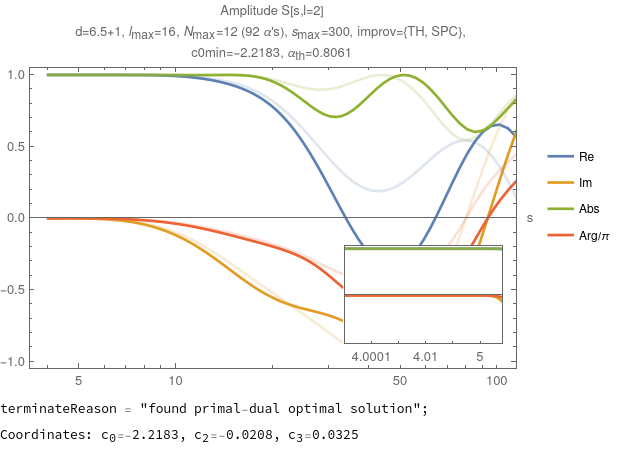 Amplitude S[s,l=2]
d=6.5+1, lmax=16, Nmax=12 (92 α's), smax=300, improv={TH, SPC},
c0min=−2.2183, αth=0.8061
1.0
0.5
0.0
−0.5
−1.0
5
10
50
100
s
4.0001
4.01
5
Re
Im
Abs
Arg/π
terminateReason = "found primal-dual optimal solution";
Coordinates: c0=-2.2183, c2=-0.0208, c3=0.0325